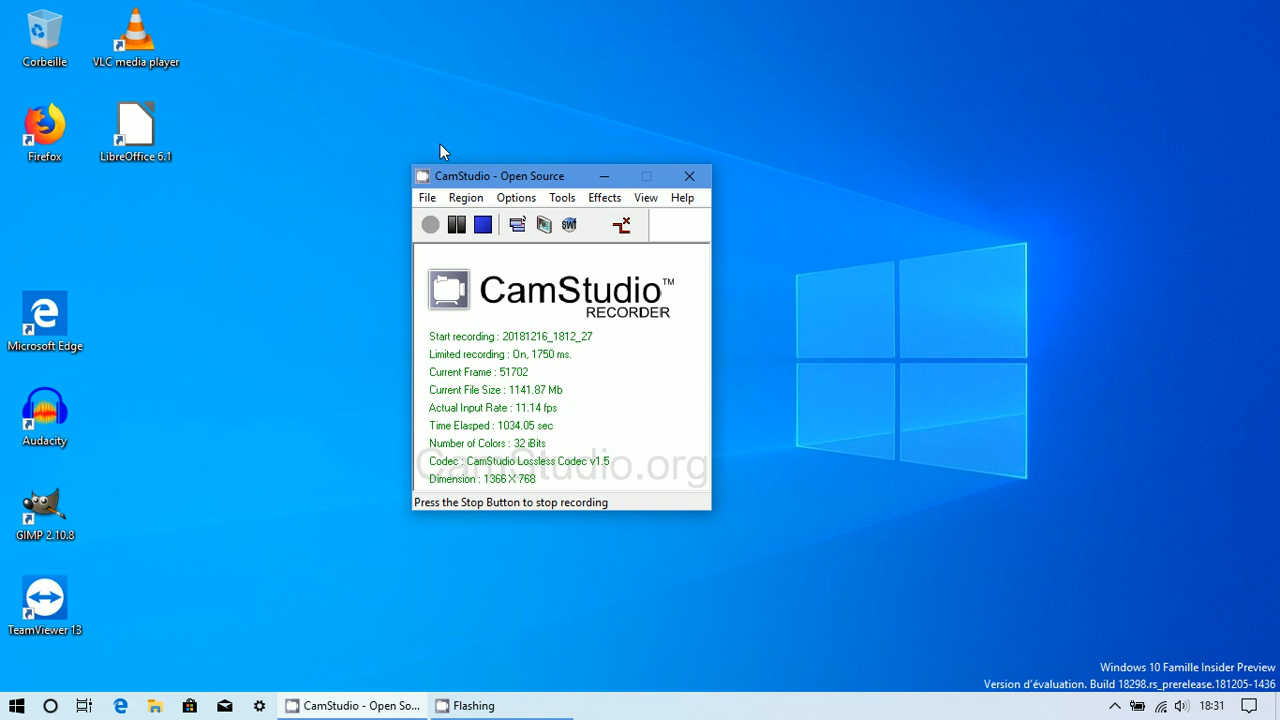 Corbeille
VLC media player
Firefox
LibreOffice 6.1
Microsoft Edge
Audacity
GIMP 2.10.8
TeamViewer 13
CamStudio - Open Source
File Region Options Tools Effects View Help
SWf
CamStudio™
RECORDER
Start recording : 20181216_1812_27
Limited recording : On, 1750 ms.
Current Frame : 51702
Current File Size : 1141.87 Mb
Actual Input Rate : 11.14 fps
Time Elasped : 1034.05 sec
Number of Colors : 32 iBits
Codec : CamStudio Lossless Codec v1.5
CamStudio.org
Dimension : 1366 X 768
Press the Stop Button to stop recording
Windows 10 Famille Insider Preview
Version d'évaluation. Build 18298.rs_prerelease.181205-1436
CamStudio - Open So...
Flashing
18:31